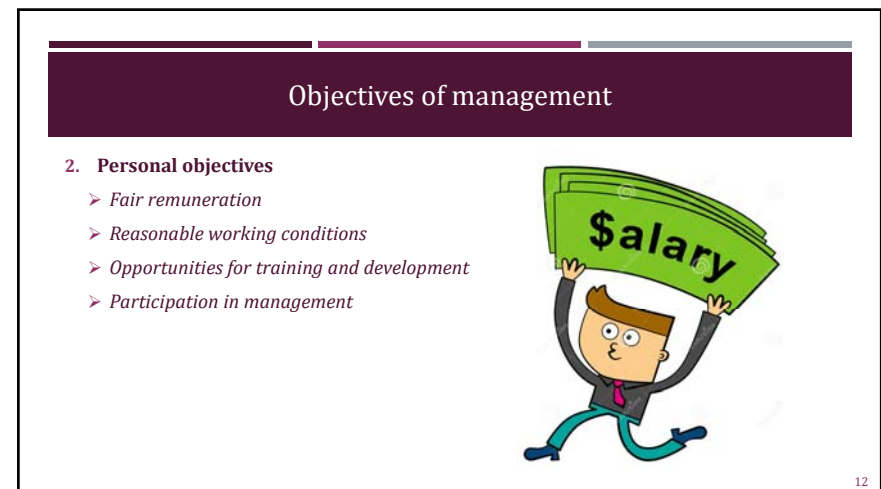 Objectives of management
2. Personal objectives
➢ Fair remuneration
➢ Reasonable working conditions
➢ Opportunities for training and development
➢ Participation in management
$alary
12